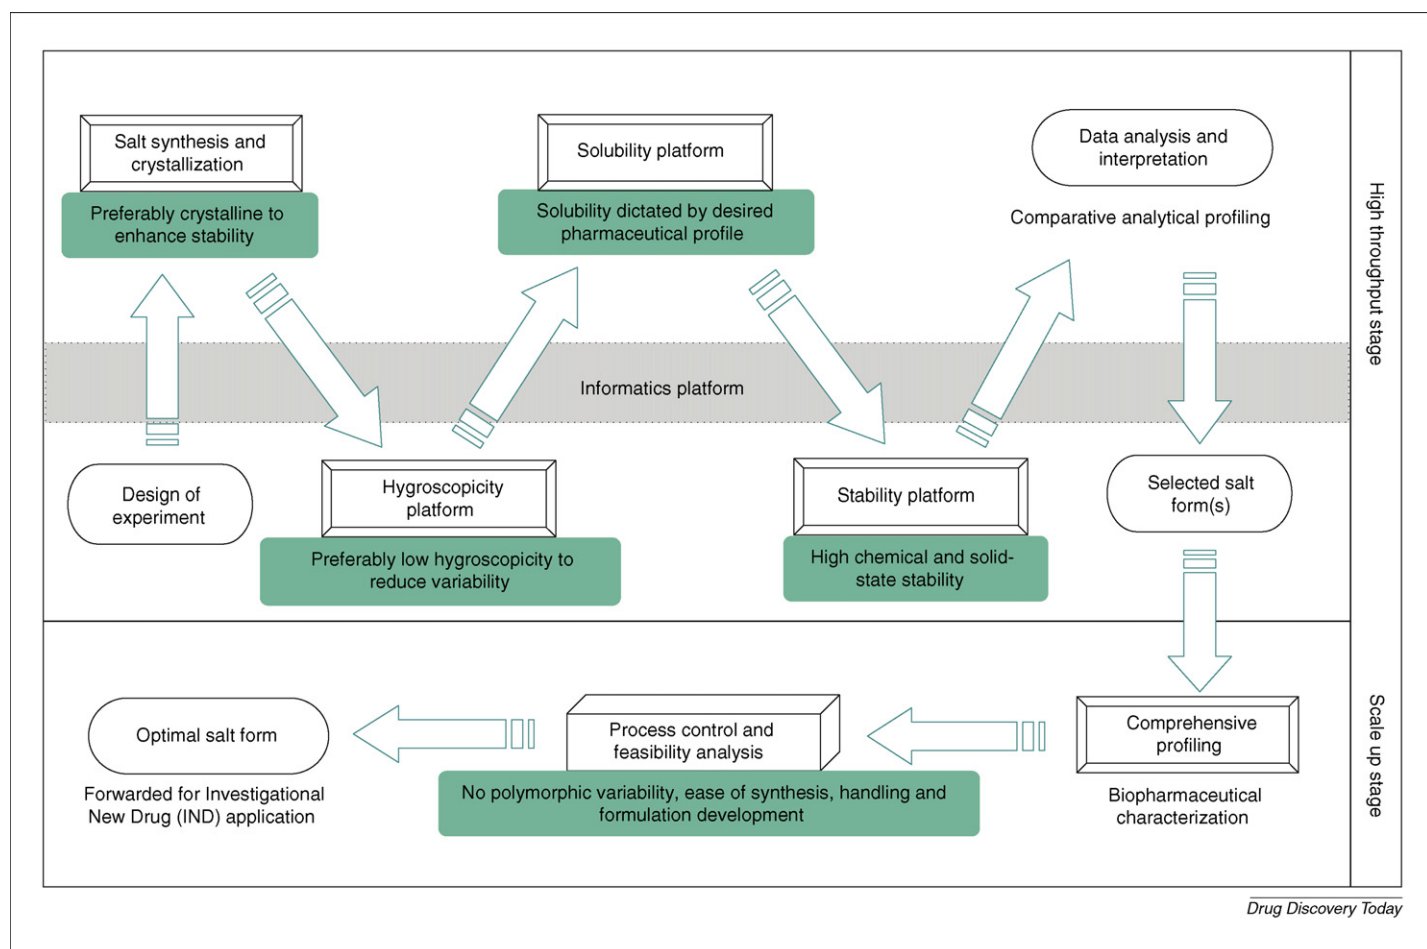 Salt synthesis and
crystallization
Preferably crystalline to
enhance stability
Solubility platform
Solubility dictated by desired
pharmaceutical profile
Data analysis and
interpretation
Comparative analytical profiling
High throughput stage
Informatics platform
Design of
experiment
Hygroscopicity
platform
Preferably low hygroscopicity to
reduce variability
Stability platform
High chemical and solid-
state stability
Selected salt
form(s)
Optimal salt form
Forwarded for Investigational
New Drug (IND) application
Process control and
feasibility analysis
No polymorphic variability, ease of synthesis, handling and
formulation development
Comprehensive
profiling
Biopharmaceutical
characterization
Scale up stage
Drug Discovery Today